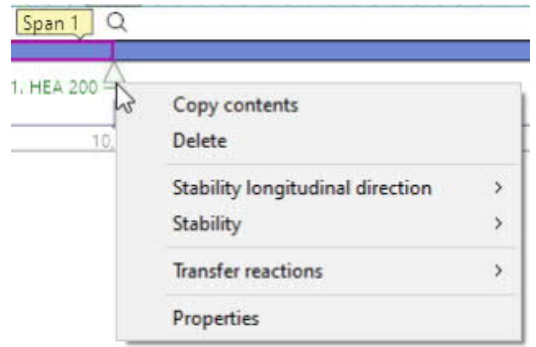 Span 1
1. HEA 200
10,
Copy contents
Delete
Stability longitudinal direction
Stability
Transfer reactions
Properties